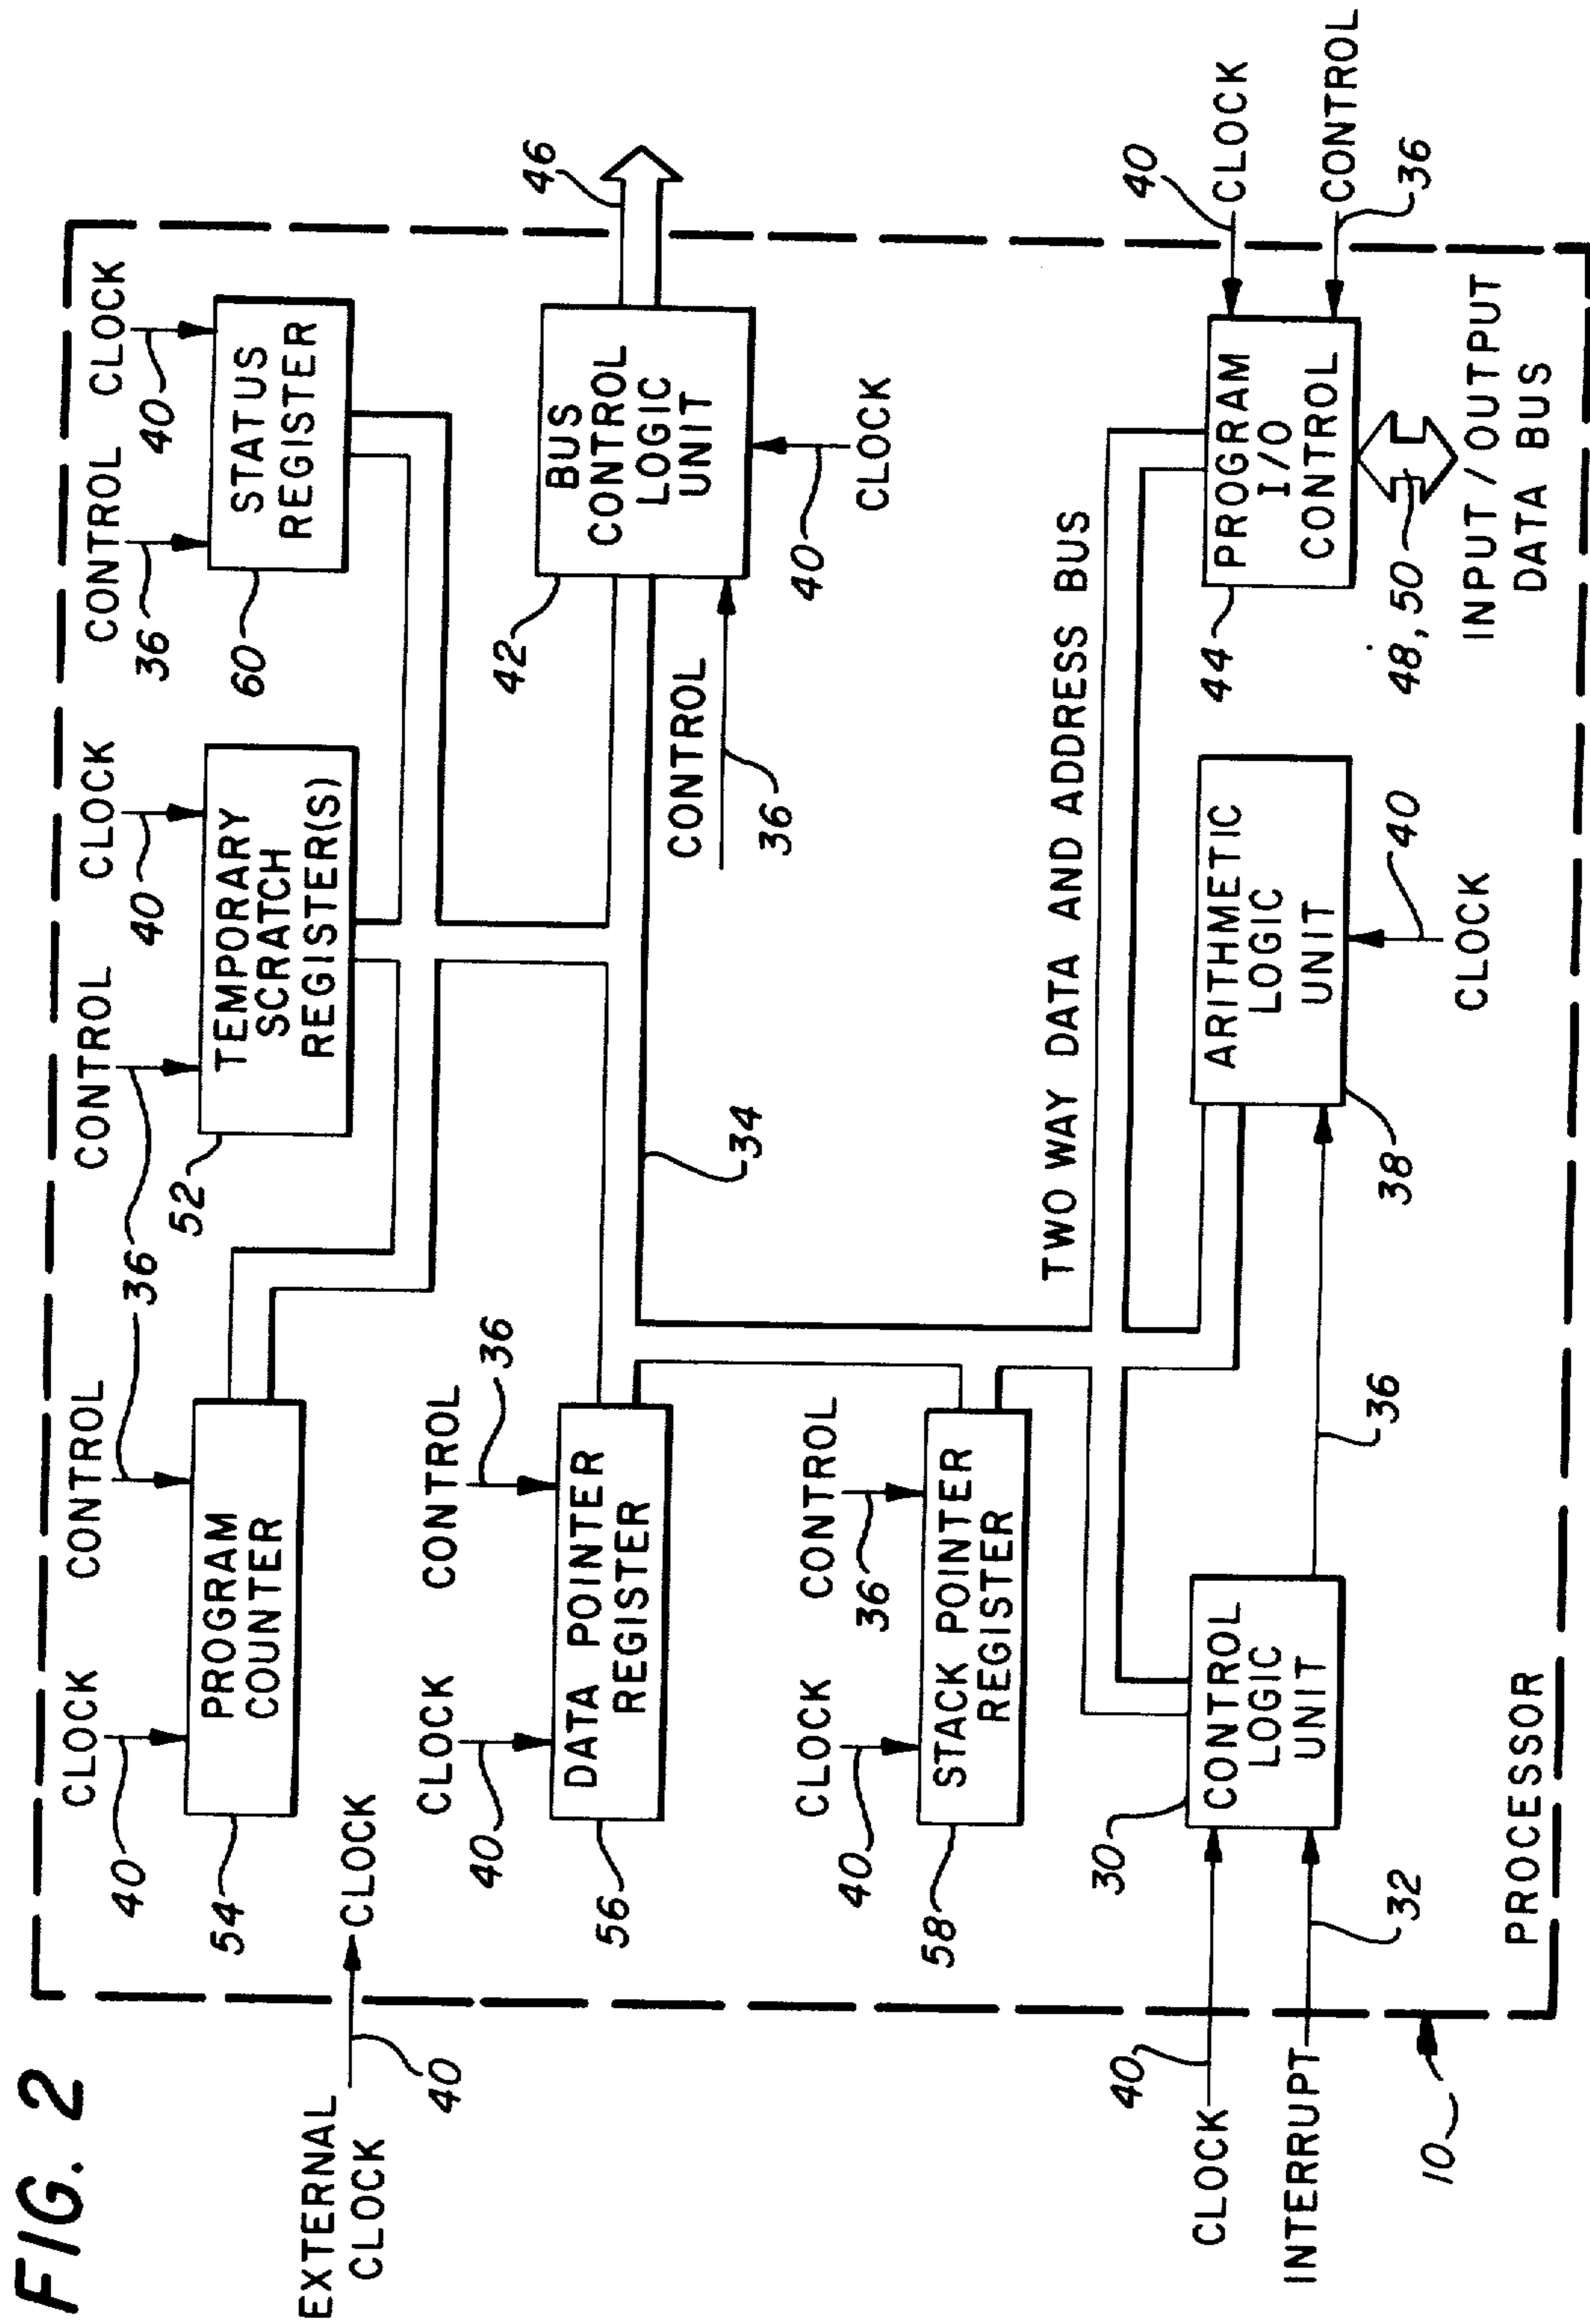 FIG. 2
CLOCK
CONTROL
CONTROL
CLOCK
CONTROL
CLOCK
40
36
40
36
40
54
PROGRAM
COUNTER
52
TEMPORARY
SCRATCH
REGISTER(S)
60
STATUS
REGISTER
36
EXTERNAL
CLOCK
40
CLOCK
CLOCK
CONTROL
40
36
56
DATA POINTER
REGISTER
42
BUS
CONTROL
LOGIC
UNIT
46
34
CONTROL
36
40
CLOCK
CLOCK
CONTROL
40
36
58
STACK POINTER
REGISTER
TWO WAY DATA AND ADDRESS BUS
CLOCK
40
INTERRUPT
32
30
CONTROL
LOGIC
UNIT
36
38
ARITHMETIC
LOGIC
UNIT
40
CLOCK
44
PROGRAM
I/O
CONTROL
40
CLOCK
CONTROL
36
48, 50
INPUT/OUTPUT
DATA BUS
10
PROCESSOR